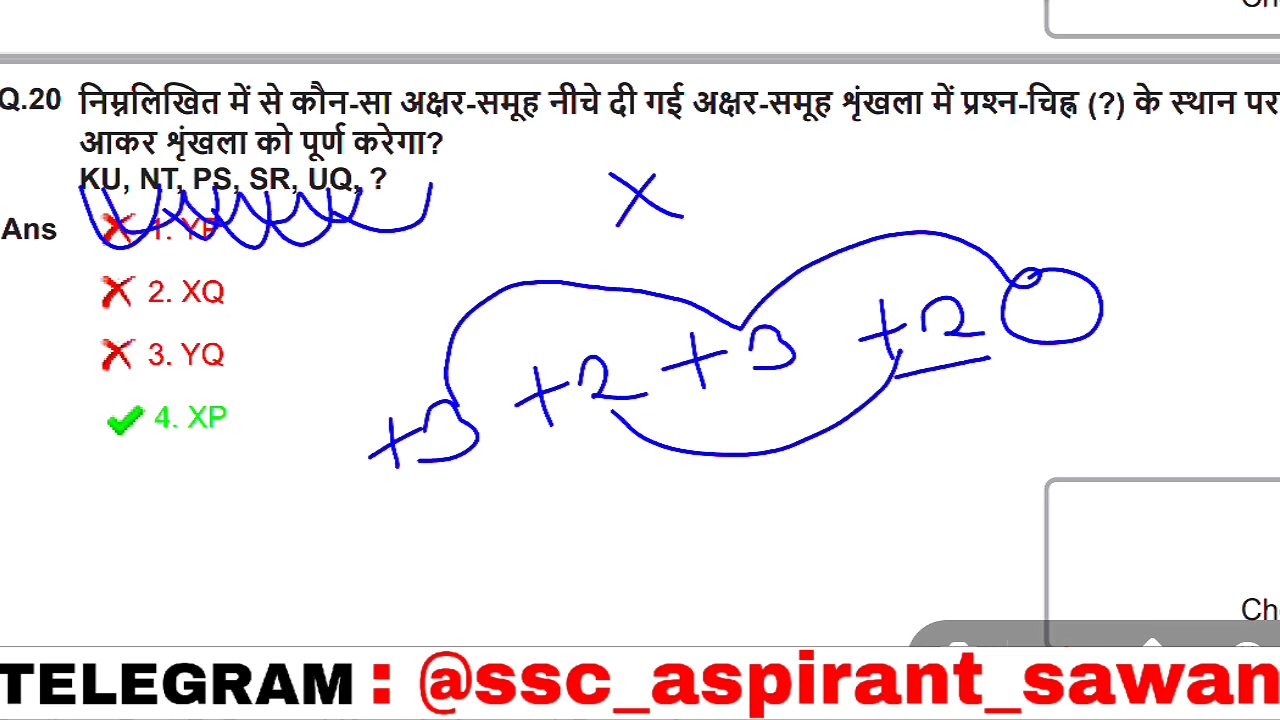 Q.20 निम्नलिखित में से कौन-सा अक्षर-समूह नीचे दी गई अक्षर-समूह शृंखला में प्रश्न-चिह्न (?) के स्थान पर
आकर शृंखला को पूर्ण करेगा?
KU, NT, PS, SR, UQ, ?
X
Ans 1.
2. XQ
3. YQ
4. XP
+3 +2 +3 +2
TELEGRAM : @ssc_aspirant_sawan